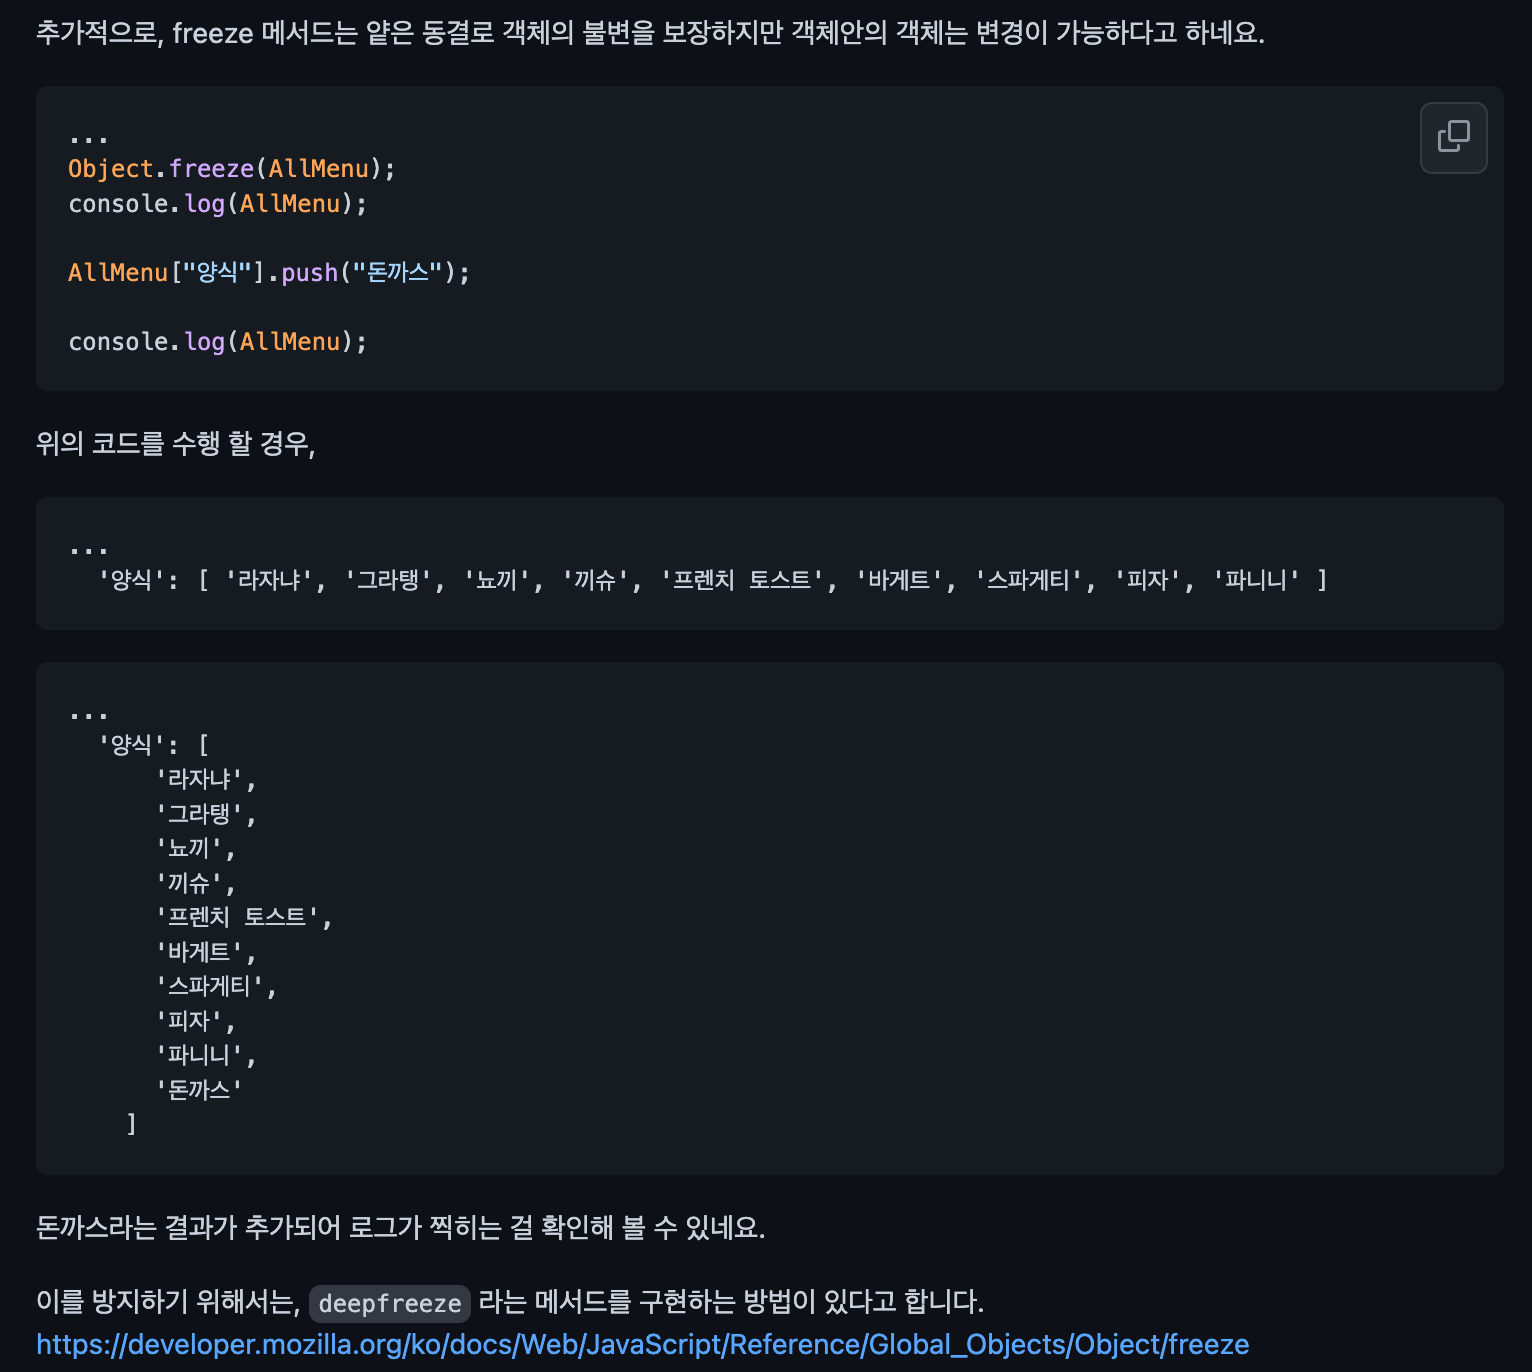 추가적으로, freeze 메서드는 얕은 동결로 객체의 불변을 보장하지만 객체안의 객체는 변경이 가능하다고 하네요.
...
Object.freeze(AllMenu);
console.log(AllMenu);
AllMenu["양식"].push("돈까스");
console.log(AllMenu);
위의 코드를 수행 할 경우,
...
'양식': [ '라자냐', '그라탱', '뇨끼', '끼슈', '프렌치 토스트', '바게트', '스파게티', '피자', '파니니' ]
...
'양식': [
'라자냐',
'그라탱',
'뇨끼',
'끼슈',
'프렌치 토스트',
'바게트',
'스파게티',
'피자',
'파니니',
'돈까스'
]
돈까스라는 결과가 추가되어 로그가 찍히는 걸 확인해 볼 수 있네요.
이를 방지하기 위해서는, deepfreeze 라는 메서드를 구현하는 방법이 있다고 합니다.
https://developer.mozilla.org/ko/docs/Web/JavaScript/Reference/Global_Objects/Object/freeze